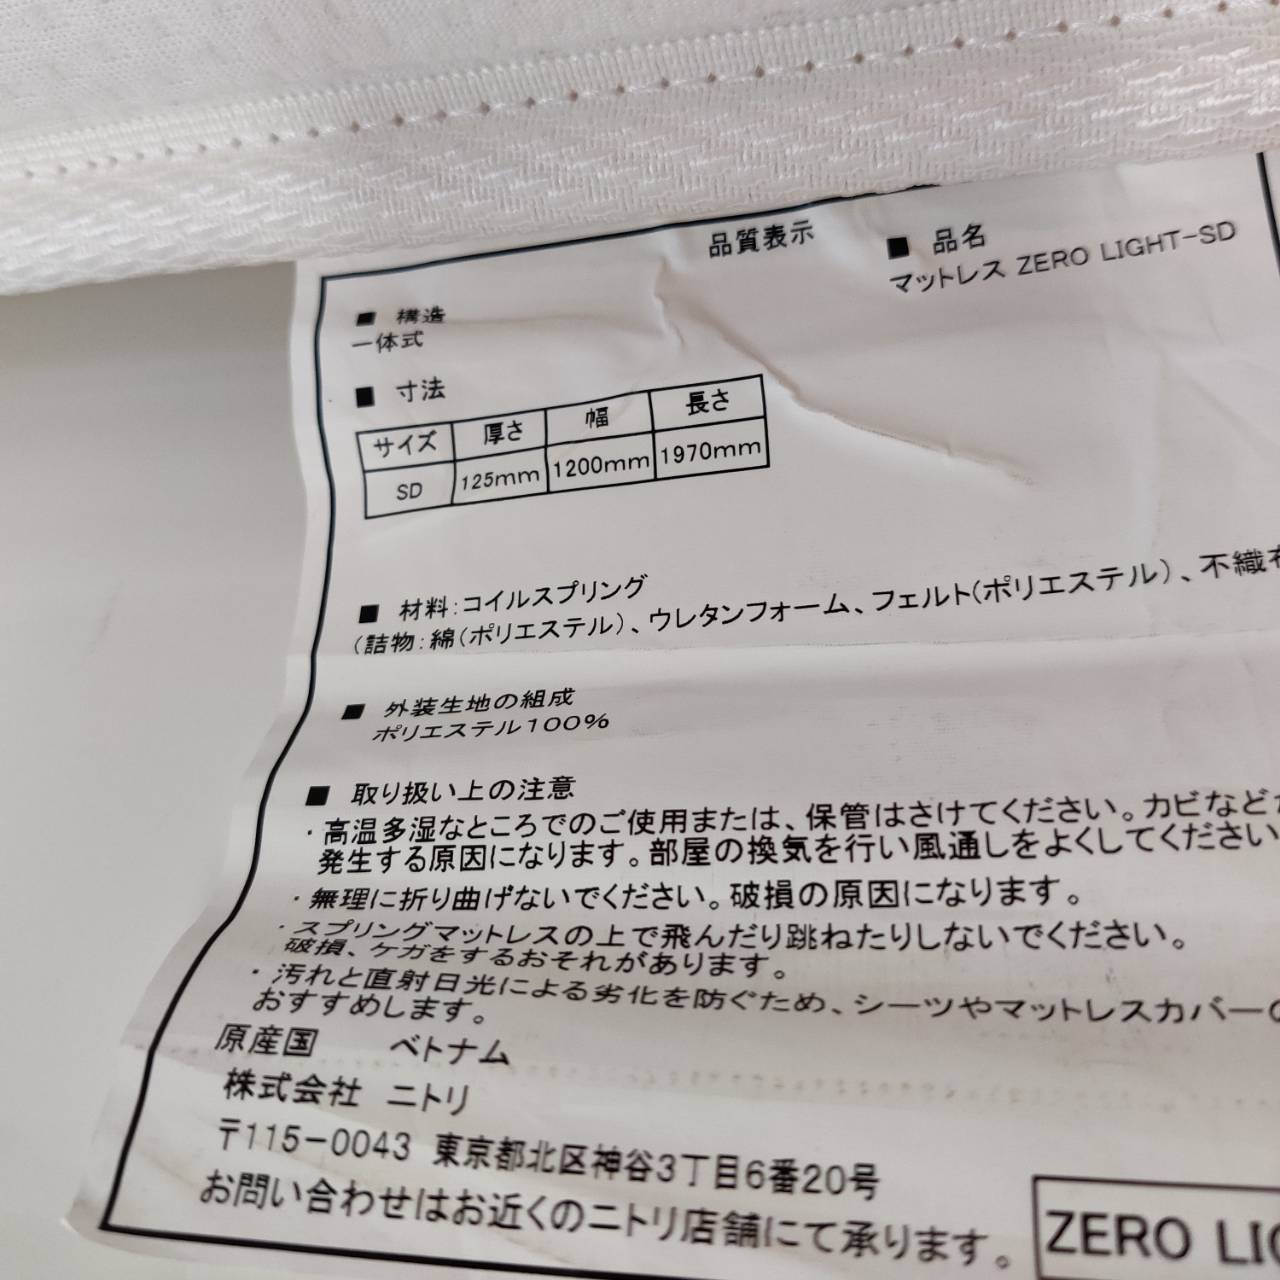 品質表示
■ 品名
マットレス ZERO LIGHT-SD
■ 構造
一体式
■ 寸法
サイズ 厚さ 幅 長さ
SD 125mm 1200mm 1970mm
■ 材料:コイルスプリング
(詰物:綿(ポリエステル)、ウレタンフォーム、フェルト(ポリエステル)、不織布
■ 外装生地の組成
ポリエステル100%
■ 取り扱い上の注意
・高温多湿なところでのご使用または、保管はさけてください。カビなどが
発生する原因になります。部屋の換気を行い風通しをよくしてください
・無理に折り曲げないでください。破損の原因になります。
・スプリングマットレスの上で飛んだり跳ねたりしないでください。
破損、ケガをするおそれがあります。
・汚れと直射日光による劣化を防ぐため、シーツやマットレスカバーの
おすすめします。
原産国 ベトナム
株式会社 ニトリ
〒115-0043 東京都北区神谷3丁目6番20号
お問い合わせはお近くのニトリ店舗にて承ります。
ZERO LIG